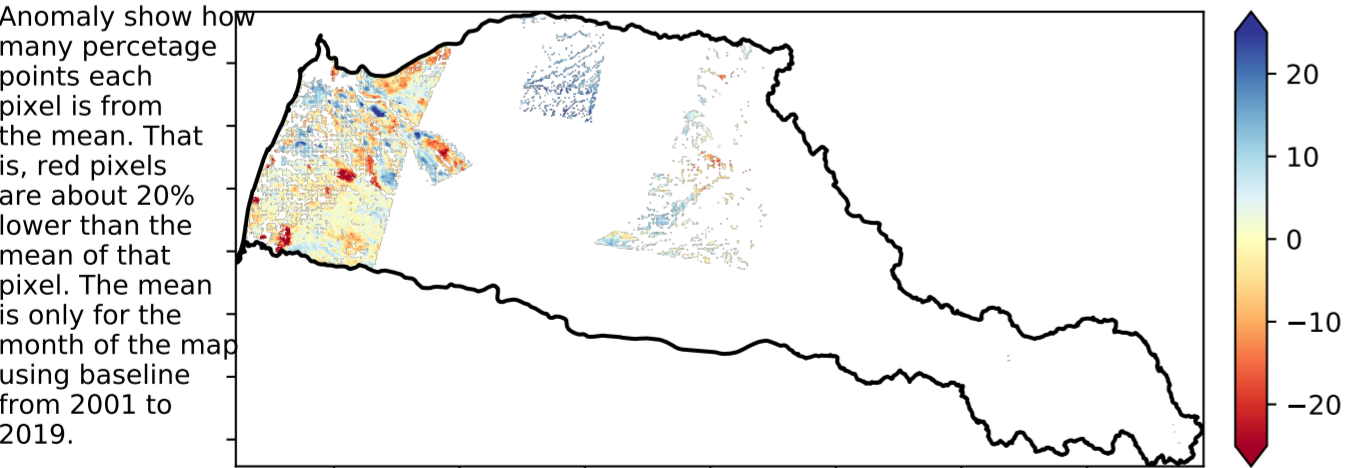 Anomaly show how
many percetage
points each
pixel is from
the mean. That
is, red pixels
are about 20%
lower than the
mean of that
pixel. The mean
is only for the
month of the map
using baseline
from 2001 to
2019.
20
10
0
−10
−20